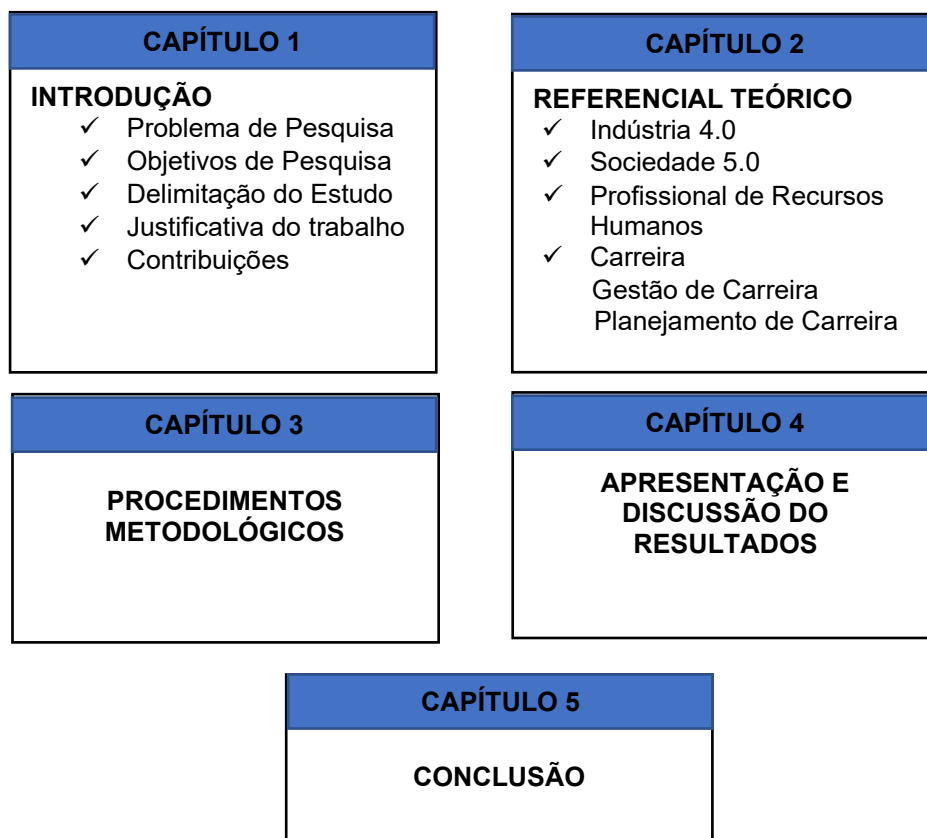 CAPÍTULO 1
INTRODUÇÃO
✓ Problema de Pesquisa
✓ Objetivos de Pesquisa
✓ Delimitação do Estudo
✓ Justificativa do trabalho
✓ Contribuições
CAPÍTULO 2
REFERENCIAL TEÓRICO
✓ Indústria 4.0
✓ Sociedade 5.0
✓ Profissional de Recursos
Humanos
✓ Carreira
Gestão de Carreira
Planejamento de Carreira
CAPÍTULO 3
PROCEDIMENTOS
METODOLÓGICOS
CAPÍTULO 4
APRESENTAÇÃO E
DISCUSSÃO DO
RESULTADOS
CAPÍTULO 5
CONCLUSÃO